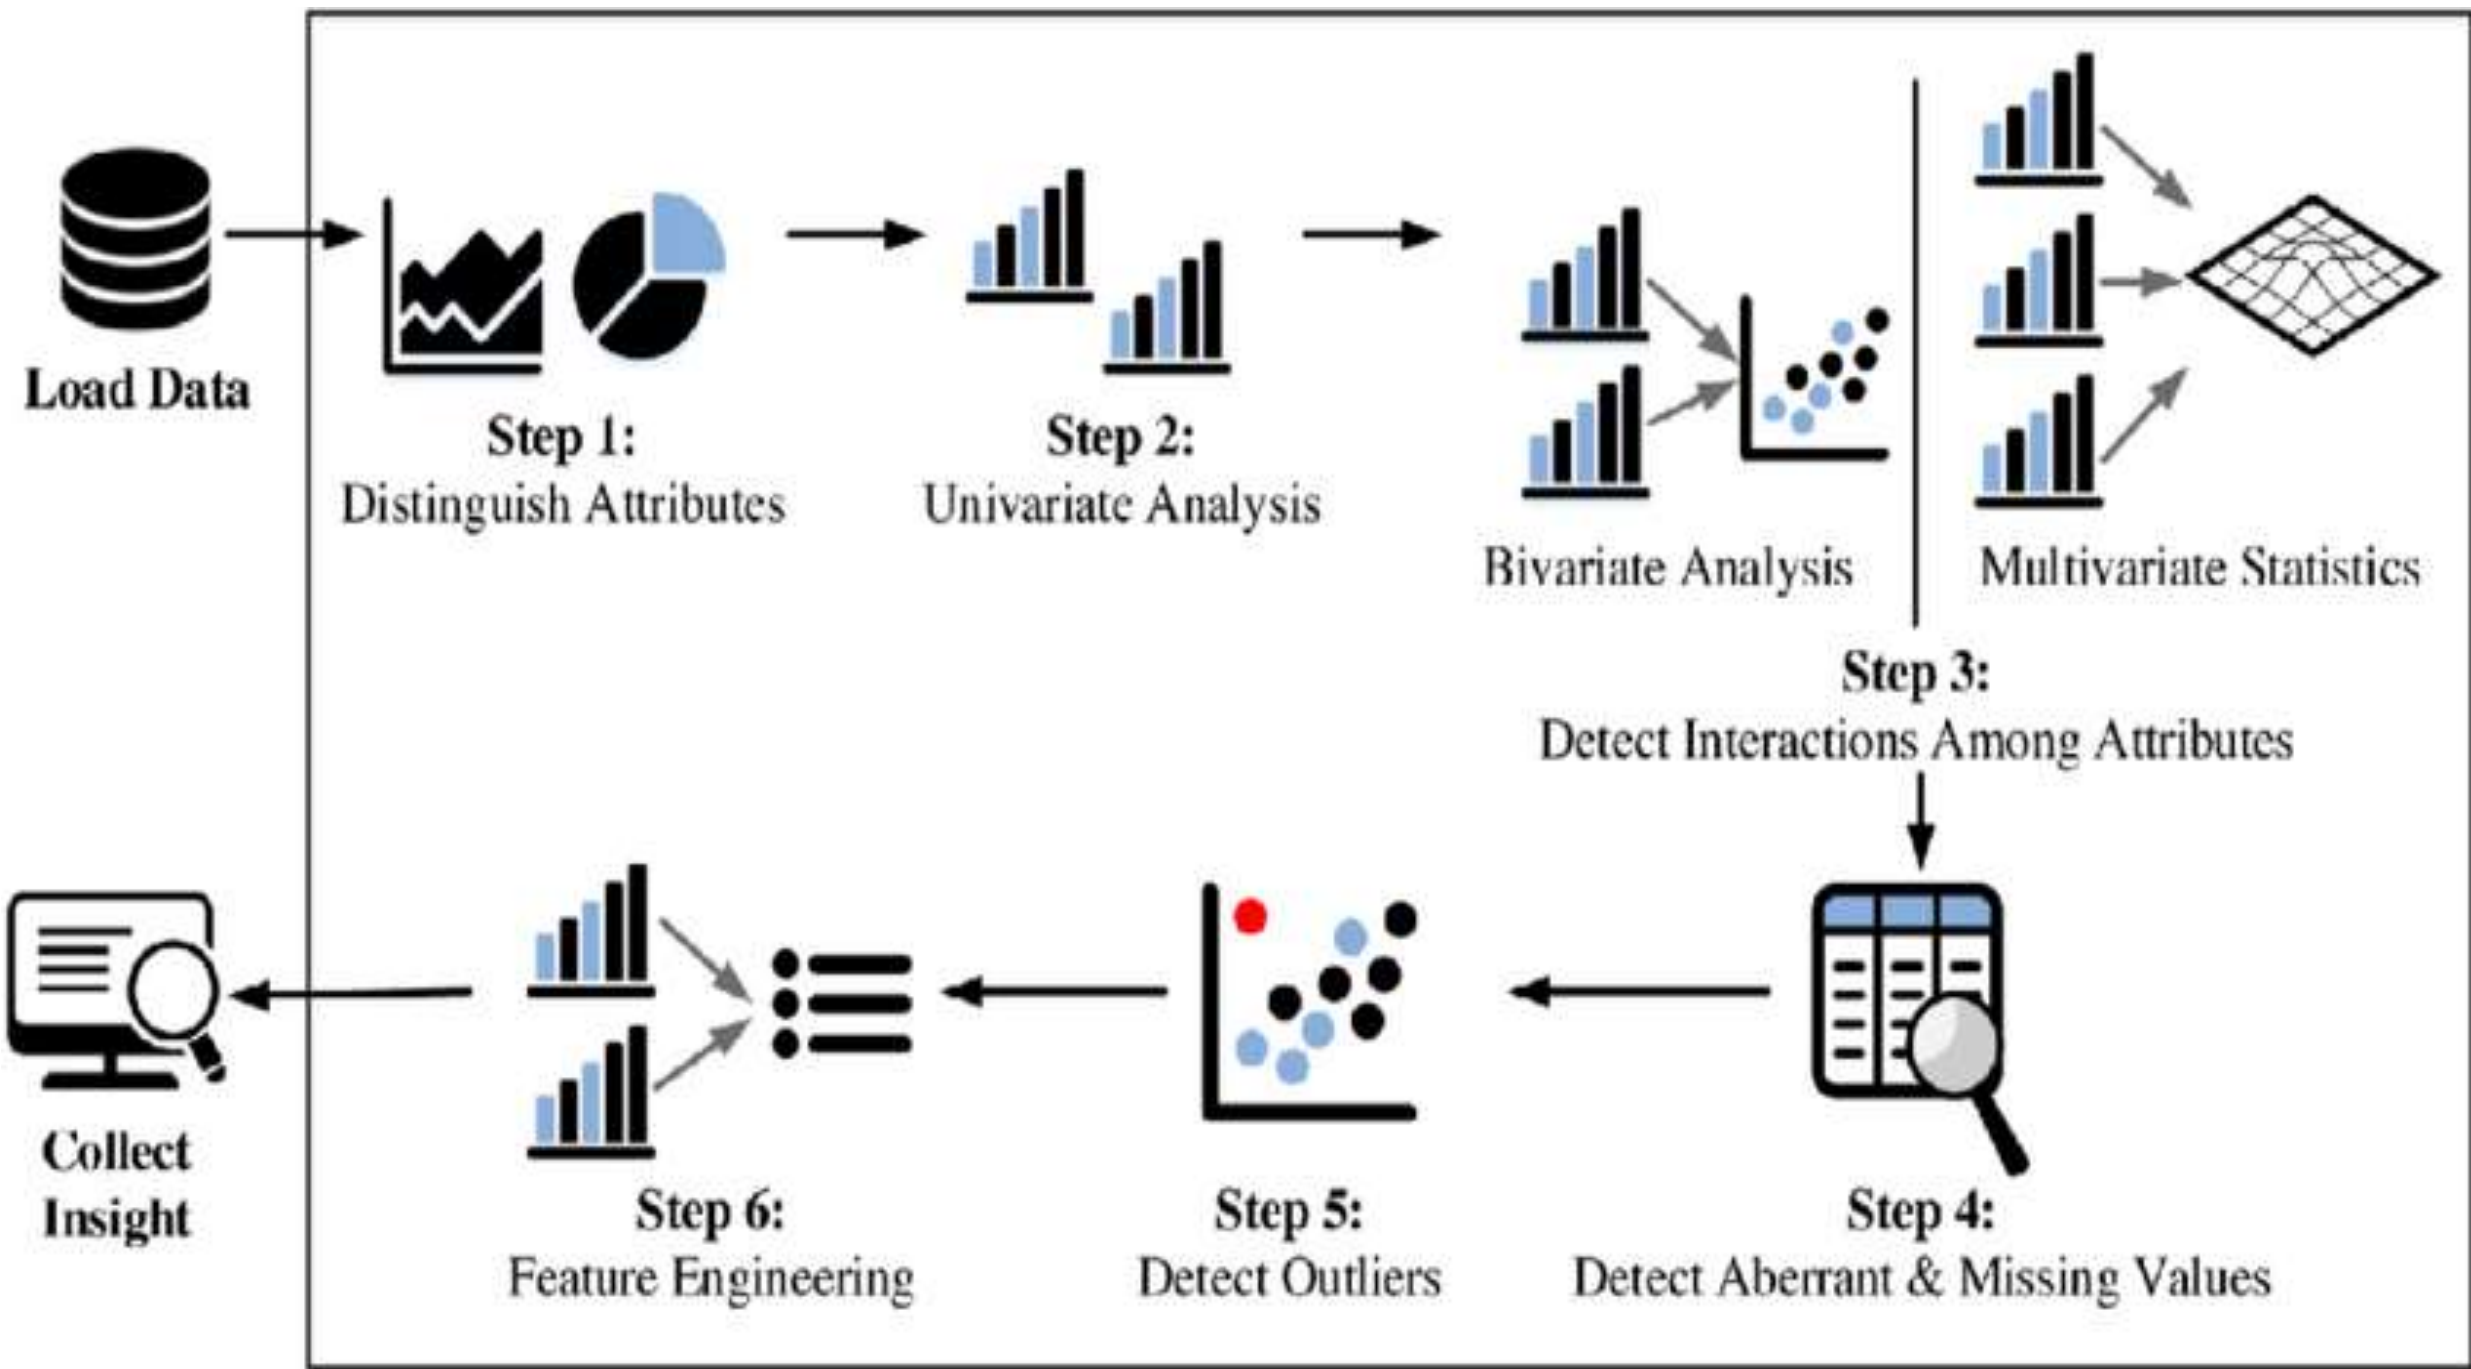 Load Data
Step 1:
Distinguish Attributes
Step 2:
Univariate Analysis
Bivariate Analysis
Multivariate Statistics
Step 3:
Detect Interactions Among Attributes
Step 4:
Detect Aberrant & Missing Values
Step 5:
Detect Outliers
Step 6:
Feature Engineering
Collect
Insight